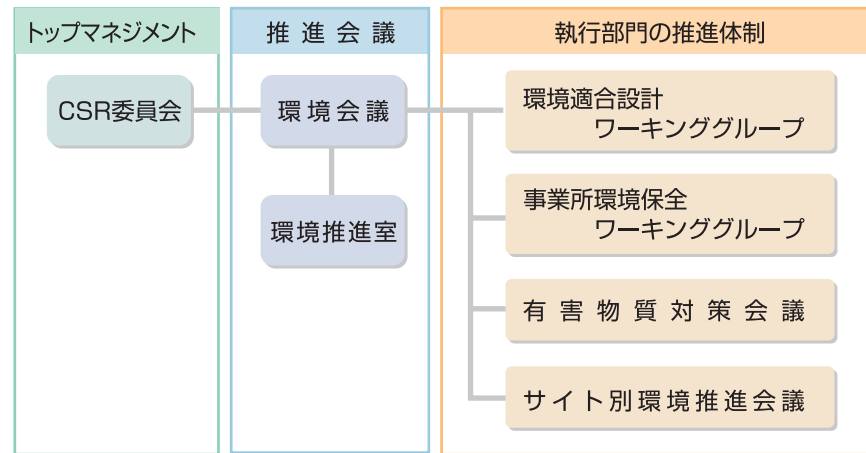 トップマネジメント
推進会議
執行部門の推進体制
CSR委員会
環境会議
環境推進室
環境適合設計
ワーキンググループ
事業所環境保全
ワーキンググループ
有害物質対策会議
サイト別環境推進会議